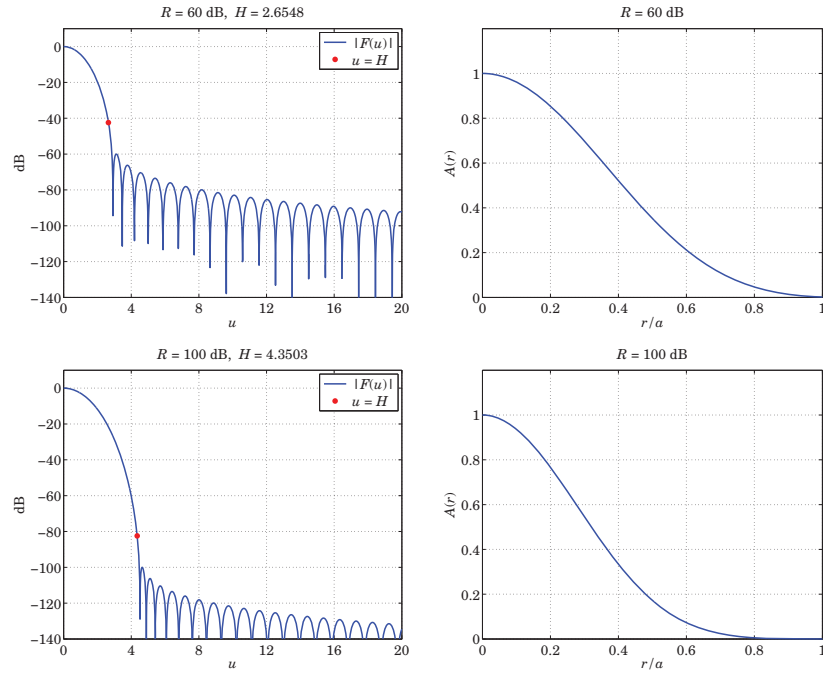 R = 60 dB, H = 2.6548
0
−20
−40
−60
−80
−100
−120
−140
dB
0 4 8 12 16 20
u
|F(u)|
u = H
R = 60 dB
1
0.8
0.6
0.4
0.2
0
A(r)
0 0.2 0.4 0.6 0.8 1
r/a
R = 100 dB, H = 4.3503
0
−20
−40
−60
−80
−100
−120
−140
dB
0 4 8 12 16 20
u
|F(u)|
u = H
R = 100 dB
1
0.8
0.6
0.4
0.2
0
A(r)
0 0.2 0.4 0.6 0.8 1
r/a